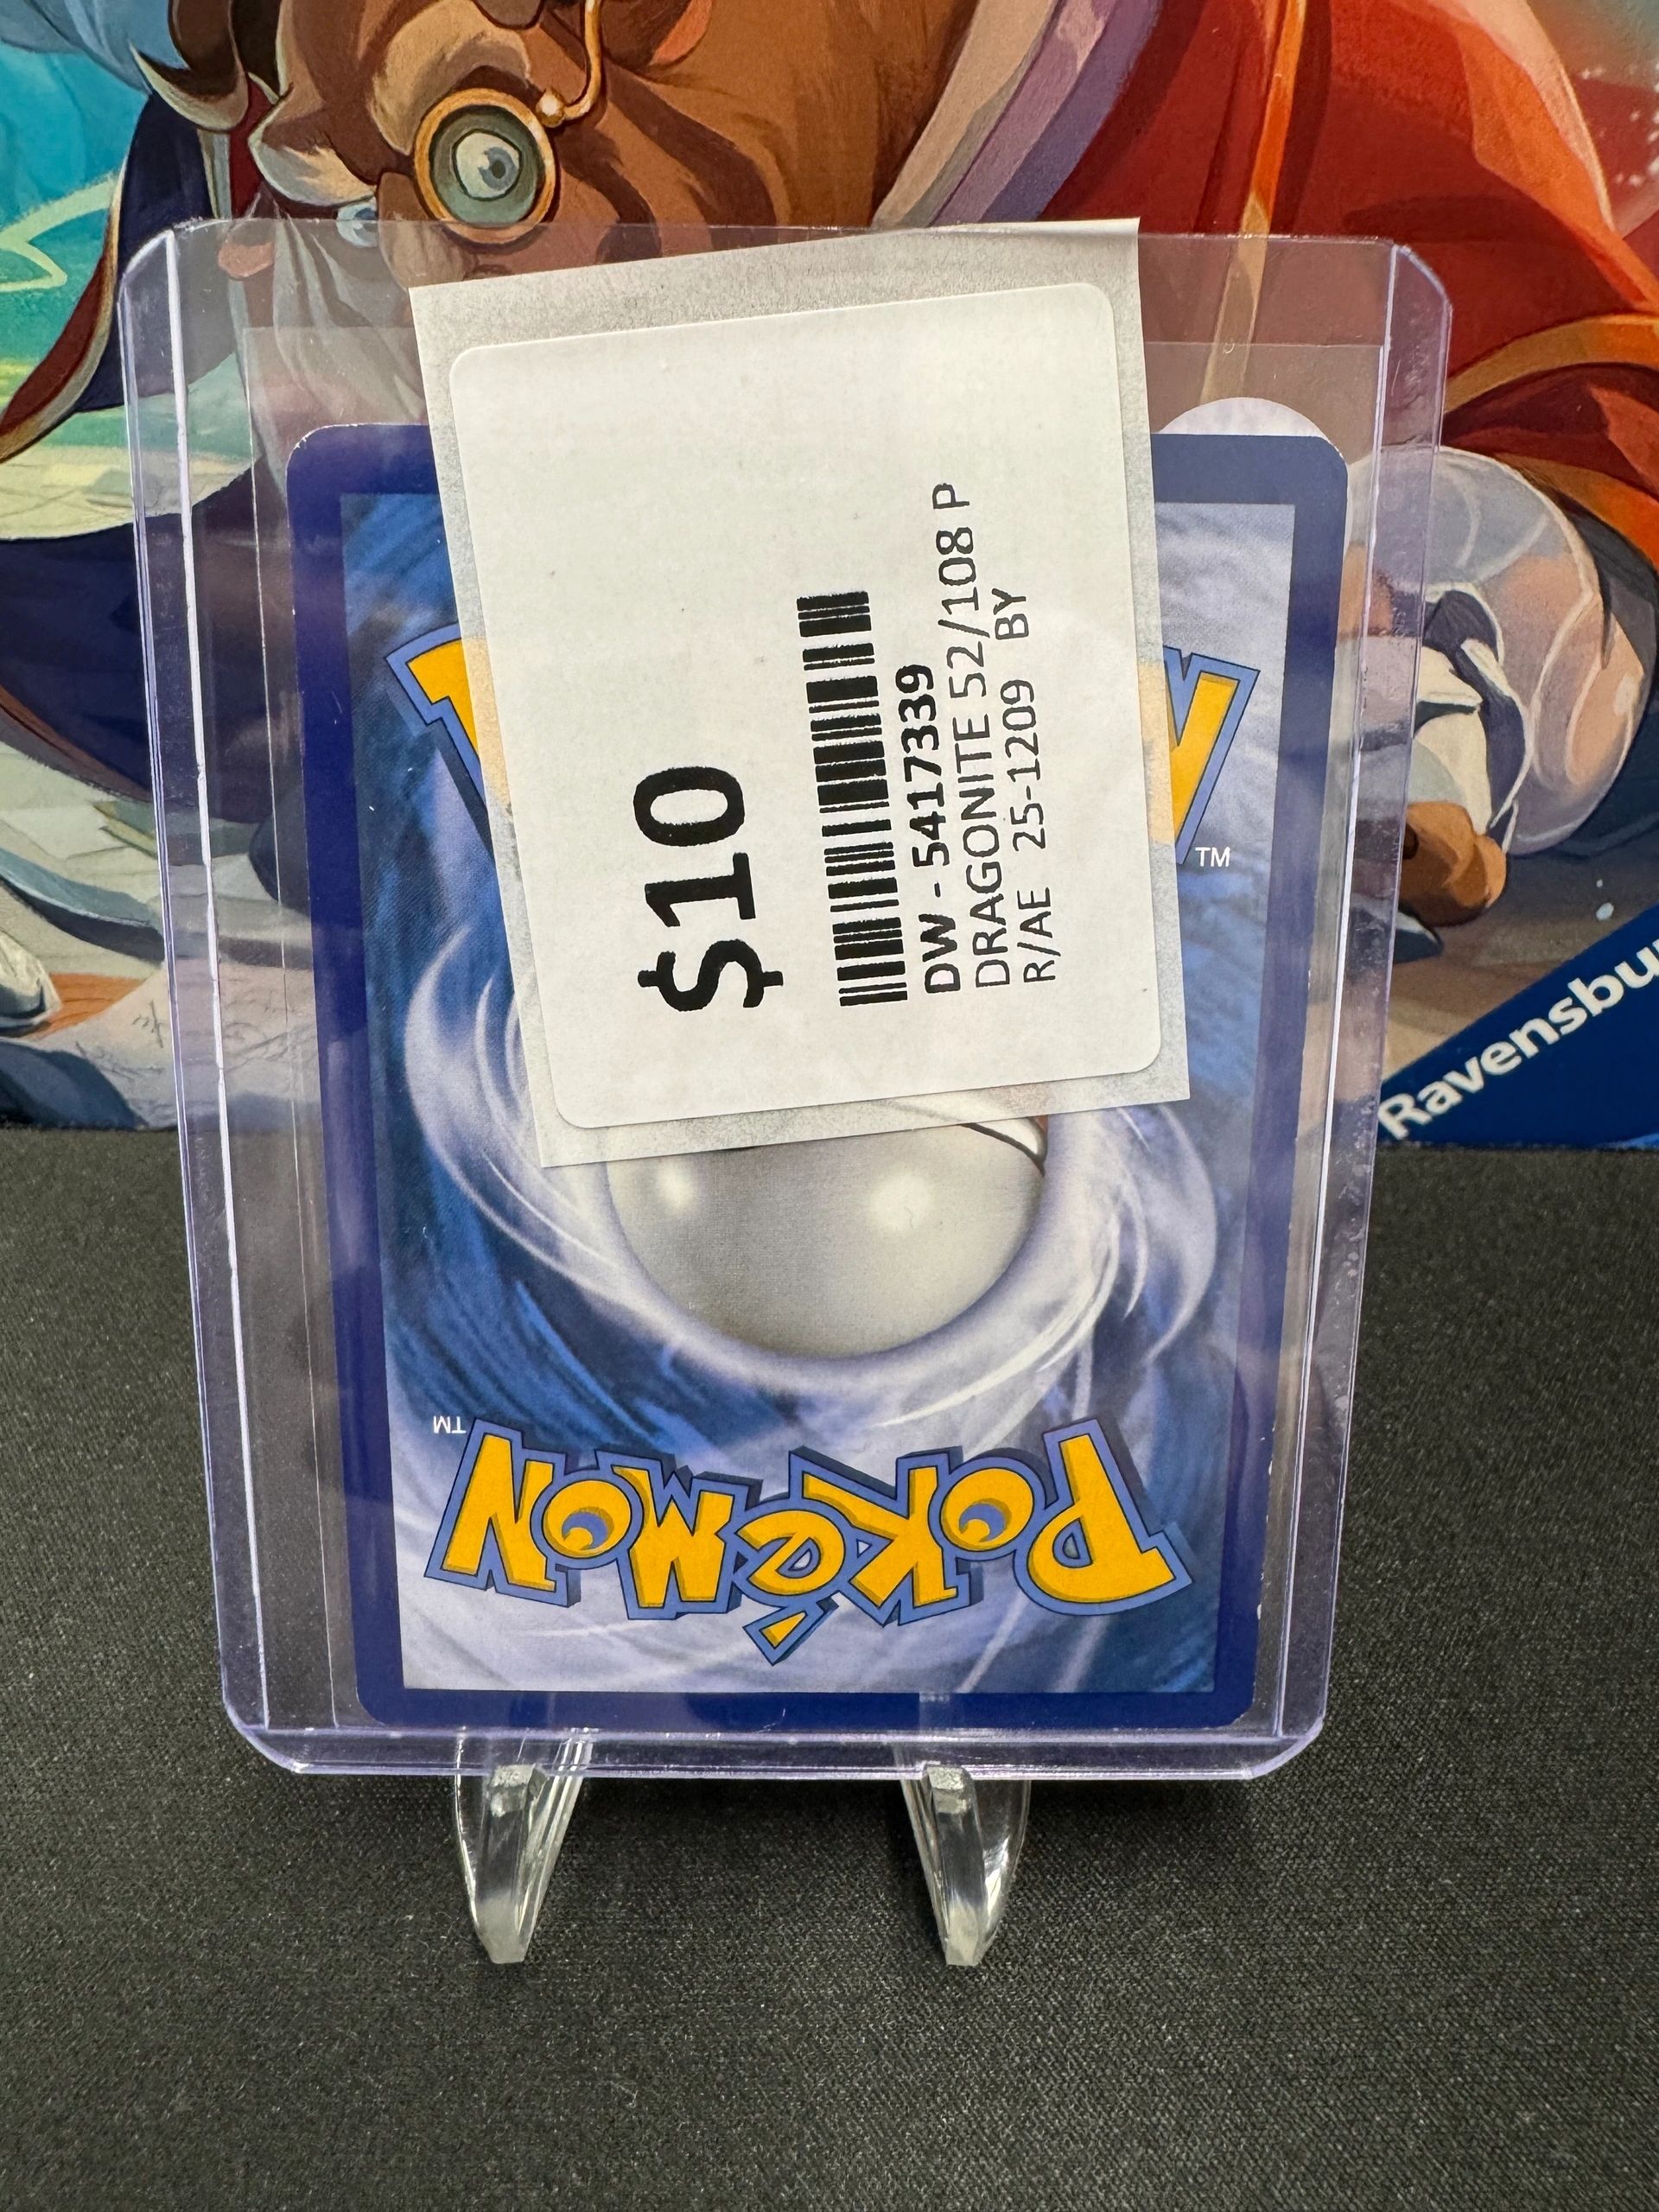 $10
DW - 5417339
DRAGONITE 52/108 P
R/AE 25-1209 BY
TM
Ravensbu
TM
POKéMON